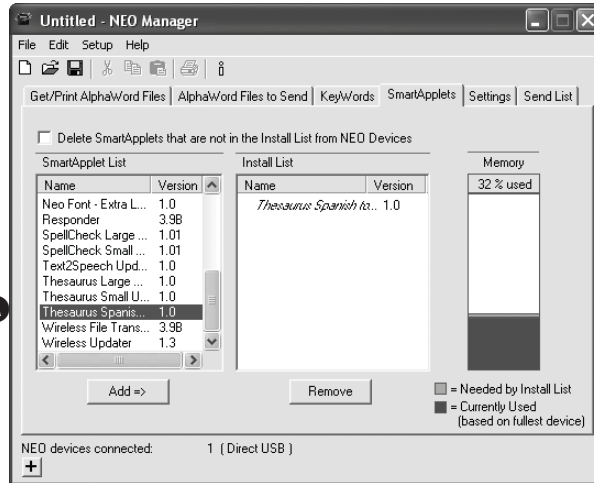 Untitled - NEO Manager
File Edit Setup Help
Get/Print AlphaWord Files AlphaWord Files to Send KeyWords SmartApplets Settings Send List
Delete SmartApplets that are not in the Install List from NEO Devices
SmartApplet List Install List Memory
Name Version Name Version 32 % used
Neo Font - Extra L... 1.0 Thesaurus Spanish to... 1.0
Responder 3.9B
SpellCheck Large ... 1.01
SpellCheck Small ... 1.01
Text2Speech Upd... 1.0
Thesaurus Large ... 1.0
Thesaurus Small U... 1.0
Thesaurus Spanis... 1.0
Wireless File Trans... 3.9B
Wireless Updater 1.3
Add => Remove
= Needed by Install List
= Currently Used
(based on fullest device)
NEO devices connected: 1 ( Direct USB )